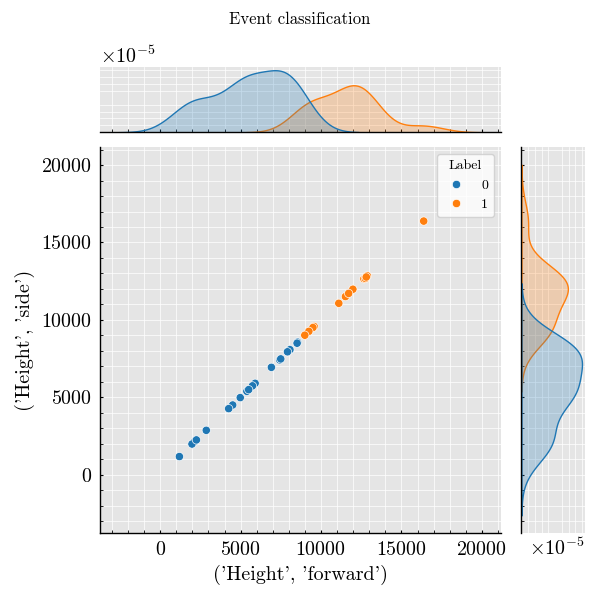 Event classification
×10⁻⁵
Label
0
1
20000
15000
10000
5000
0
('Height', 'side')
0 5000 10000 15000 20000
×10⁻⁵
('Height', 'forward')